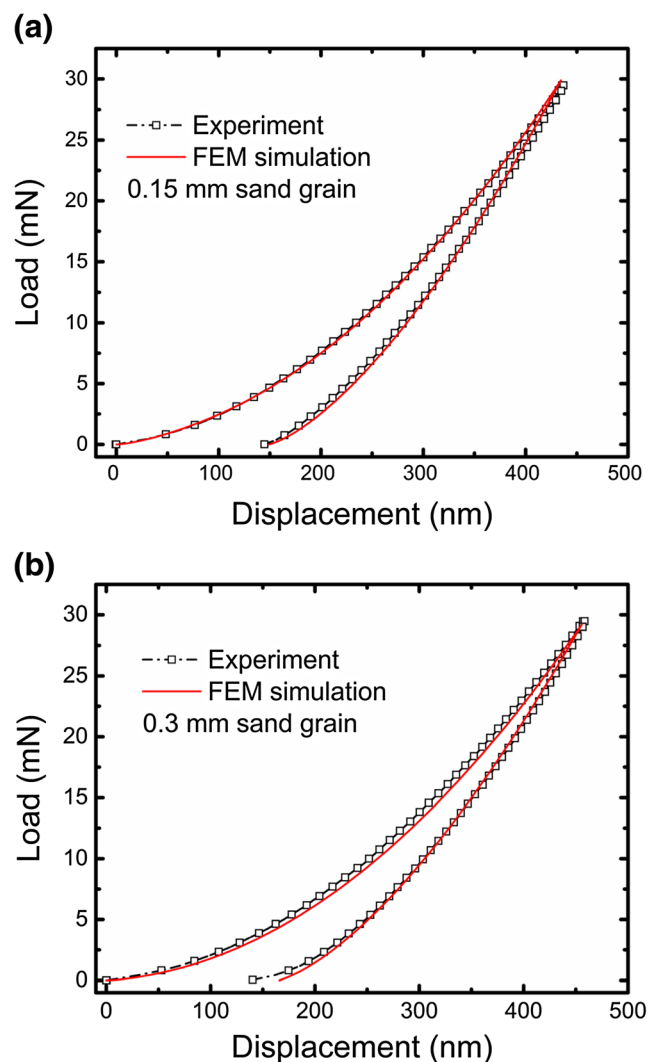 (a)
30
25
20
15
10
5
0
Load (mN)
Experiment
FEM simulation
0.15 mm sand grain
0 100 200 300 400 500
Displacement (nm)
(b)
30
25
20
15
10
5
0
Load (mN)
Experiment
FEM simulation
0.3 mm sand grain
0 100 200 300 400 500
Displacement (nm)